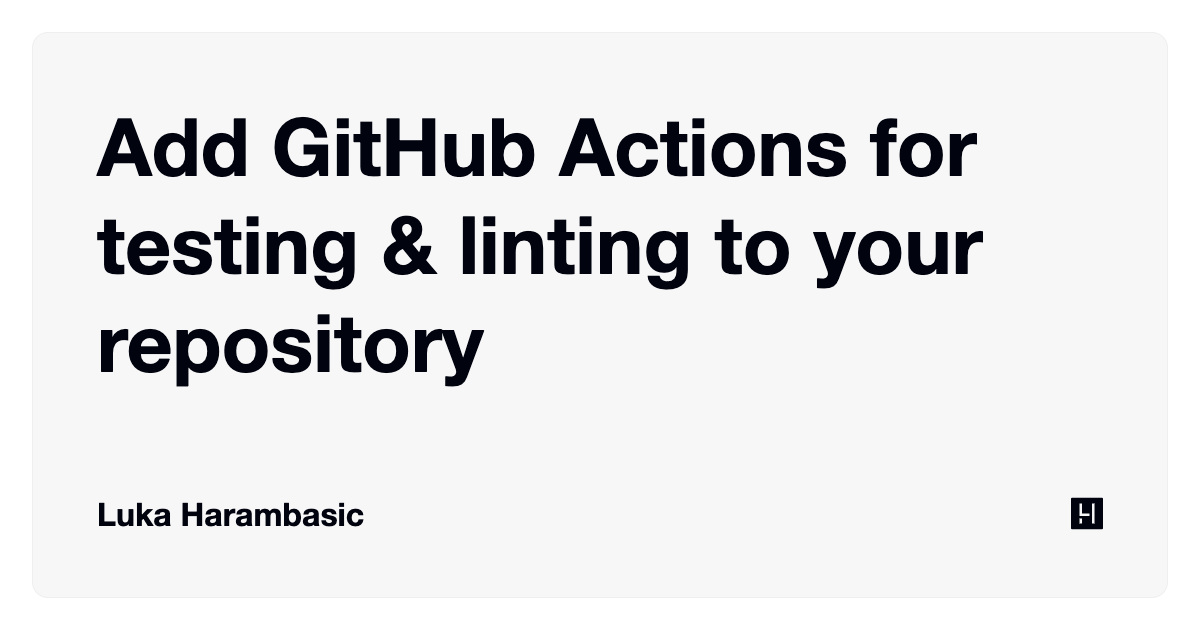 Add GitHub Actions for
testing & linting to your
repository
Luka Harambasic